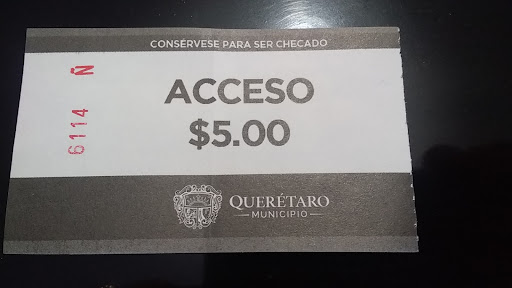 CONSÉRVESE PARA SER CHECADO
6114 Ñ
ACCESO
$5.00
QUERÉTARO
MUNICIPIO